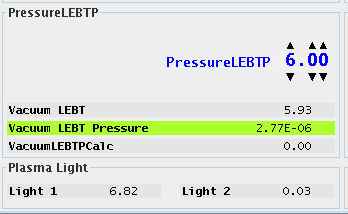 PressureLEBTP
PressureLEBTP 6.00
Vacuum LEBT 5.93
Vacuum LEBT Pressure 2.77E-06
VacuumLEBTPCalc 0.00
Plasma Light
Light 1 6.82 Light 2 0.03